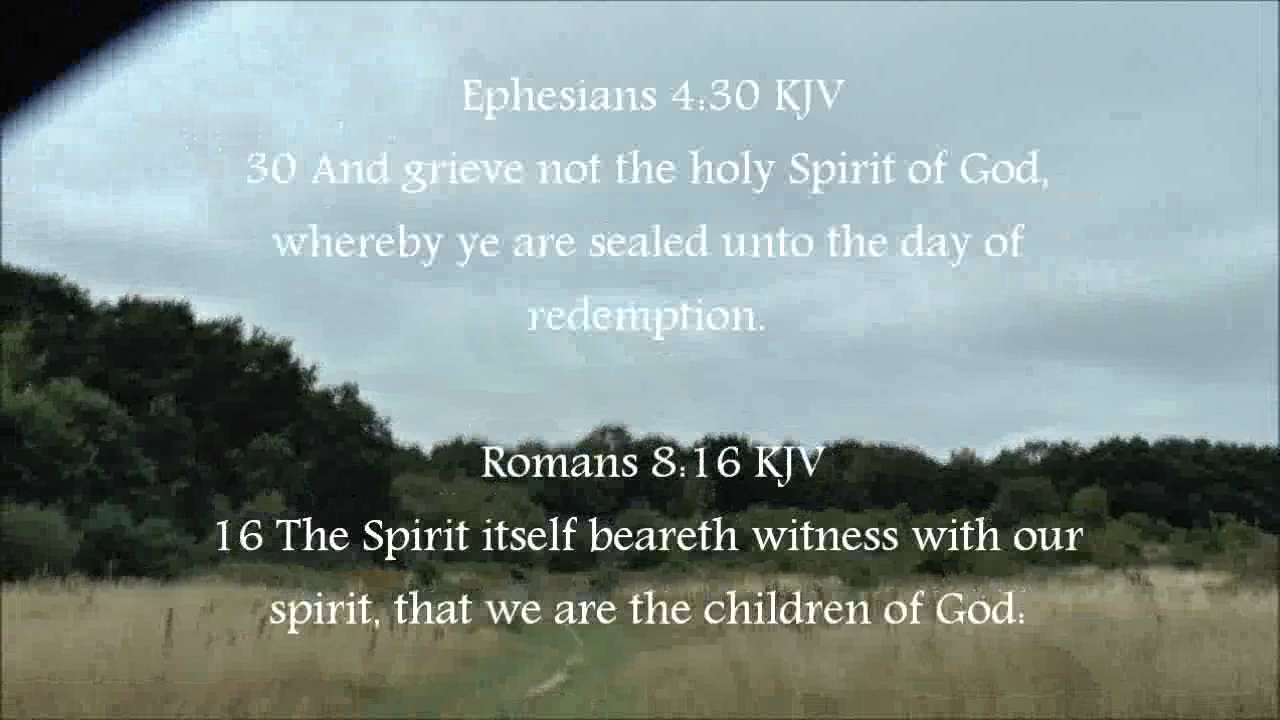 Ephesians 4:30 KJV
30 And grieve not the holy Spirit of God,
whereby ye are sealed unto the day of
redemption.
Romans 8:16 KJV
16 The Spirit itself beareth witness with our
spirit, that we are the children of God: